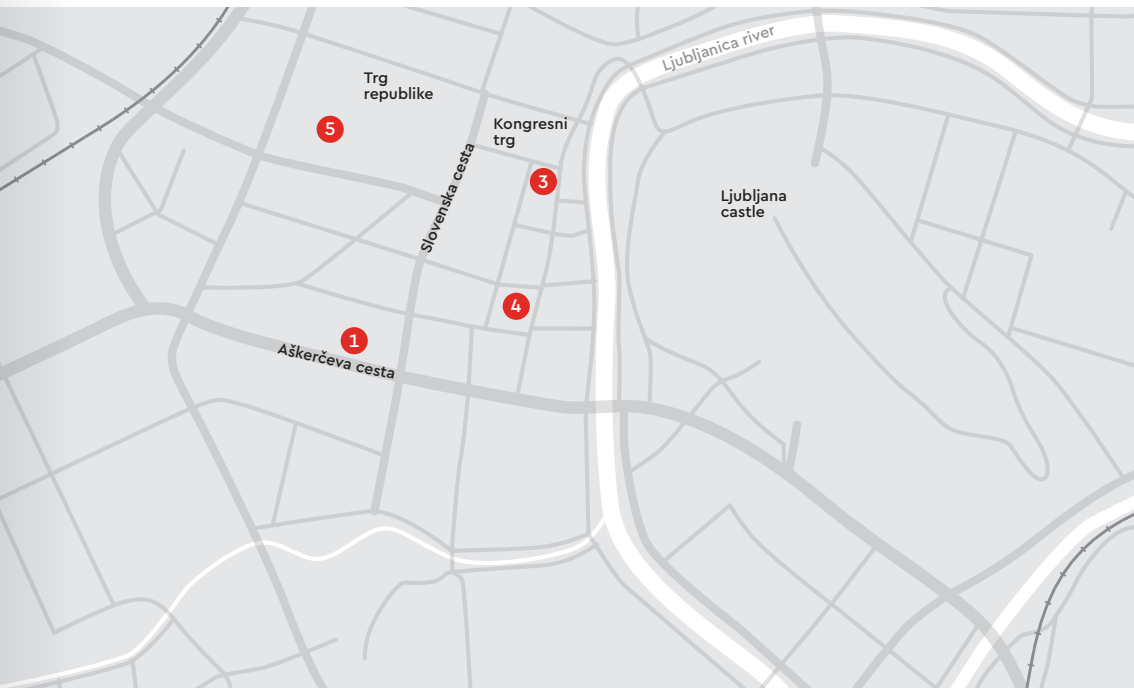 Ljubljanica river
Trg
republike
5
Kongresni
trg
3
Slovenska cesta
Ljubljana
castle
4
1
Aškerčeva cesta